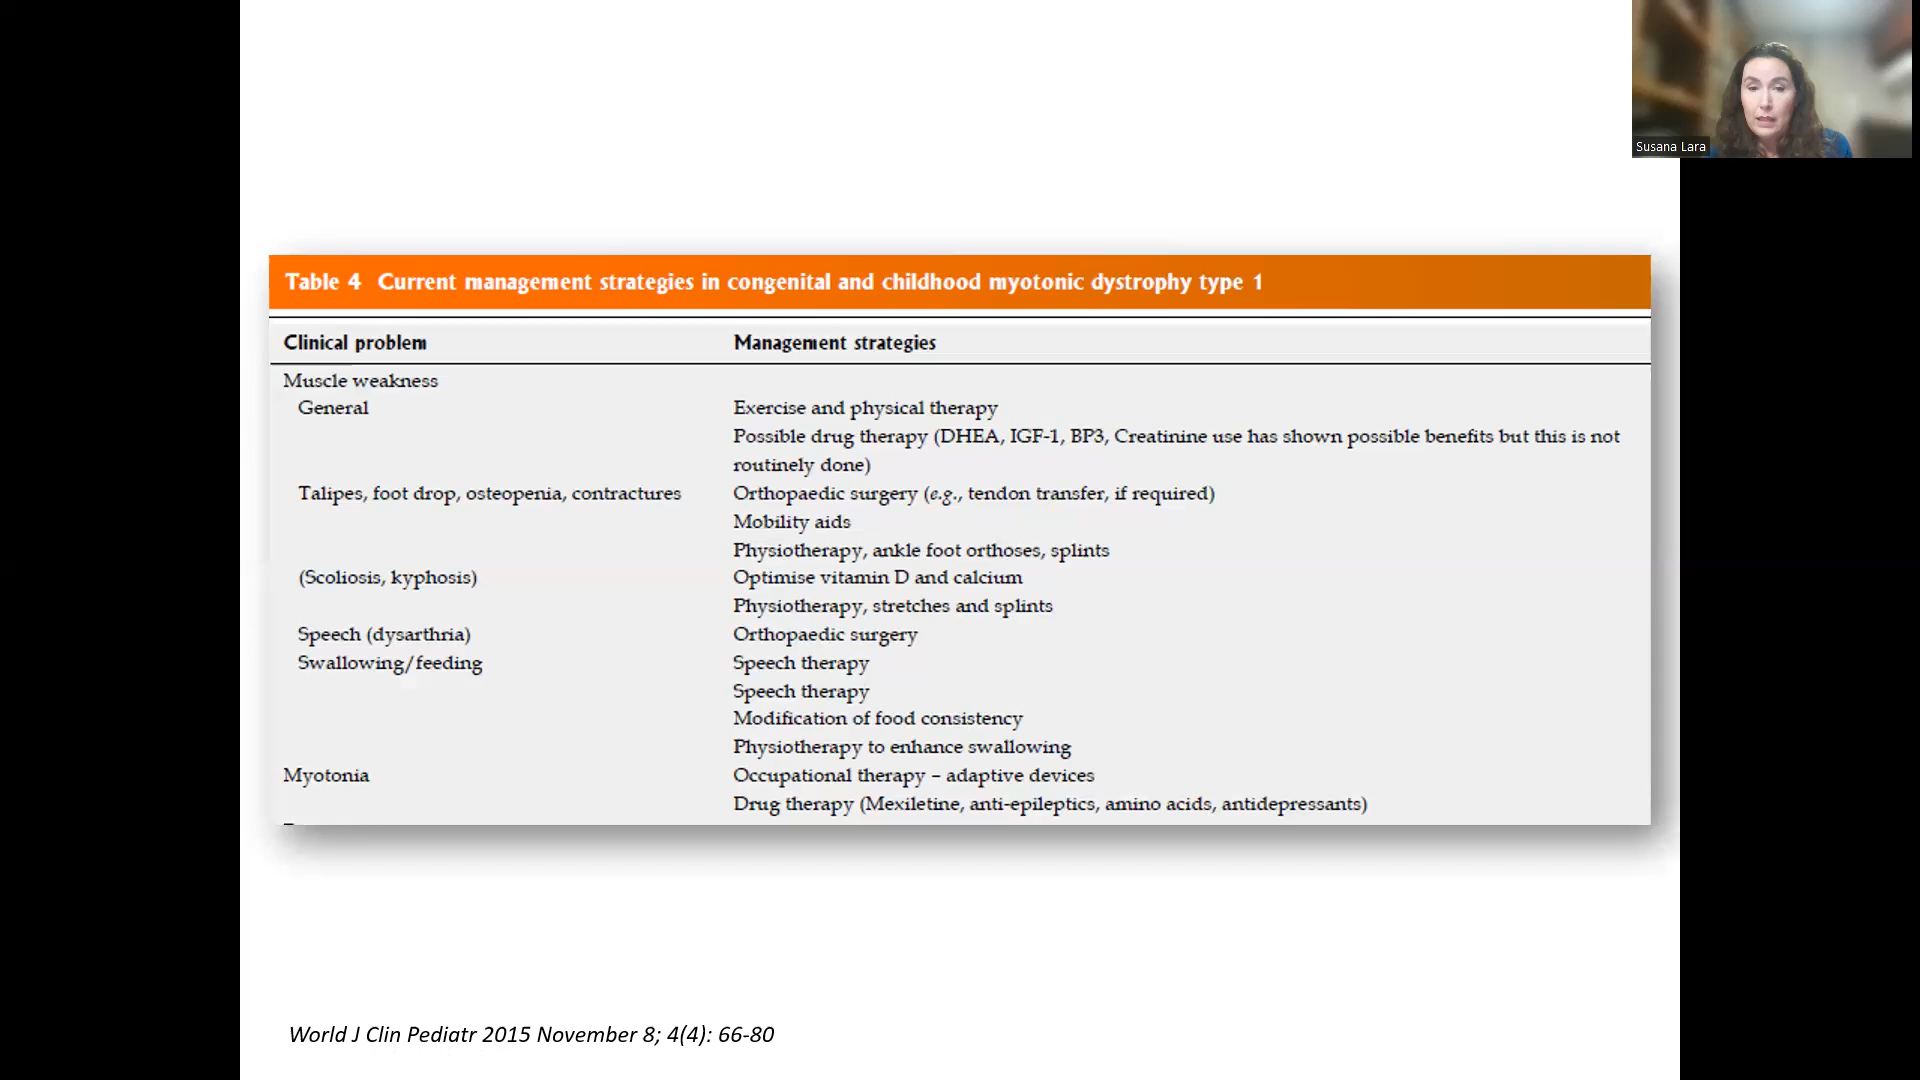 Susana Lara
Table 4 Current management strategies in congenital and childhood myotonic dystrophy type 1
Clinical problem Management strategies
Muscle weakness
General Exercise and physical therapy
Possible drug therapy (DHEA, IGF-1, BP3, Creatinine use has shown possible benefits but this is not
routinely done)
Talipes, foot drop, osteopenia, contractures Orthopaedic surgery (e.g., tendon transfer, if required)
Mobility aids
Physiotherapy, ankle foot orthoses, splints
(Scoliosis, kyphosis) Optimise vitamin D and calcium
Physiotherapy, stretches and splints
Speech (dysarthria) Orthopaedic surgery
Swallowing/feeding Speech therapy
Speech therapy
Modification of food consistency
Physiotherapy to enhance swallowing
Myotonia Occupational therapy – adaptive devices
Drug therapy (Mexiletine, anti-epileptics, amino acids, antidepressants)
World J Clin Pediatr 2015 November 8; 4(4): 66-80